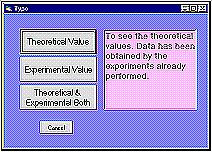 Type
Theoretical Value
Experimental Value
Theoretical &
Experimental Both
To see the theoretical
values. Data has been
obtained by the
experiments already
performed.
Cancel